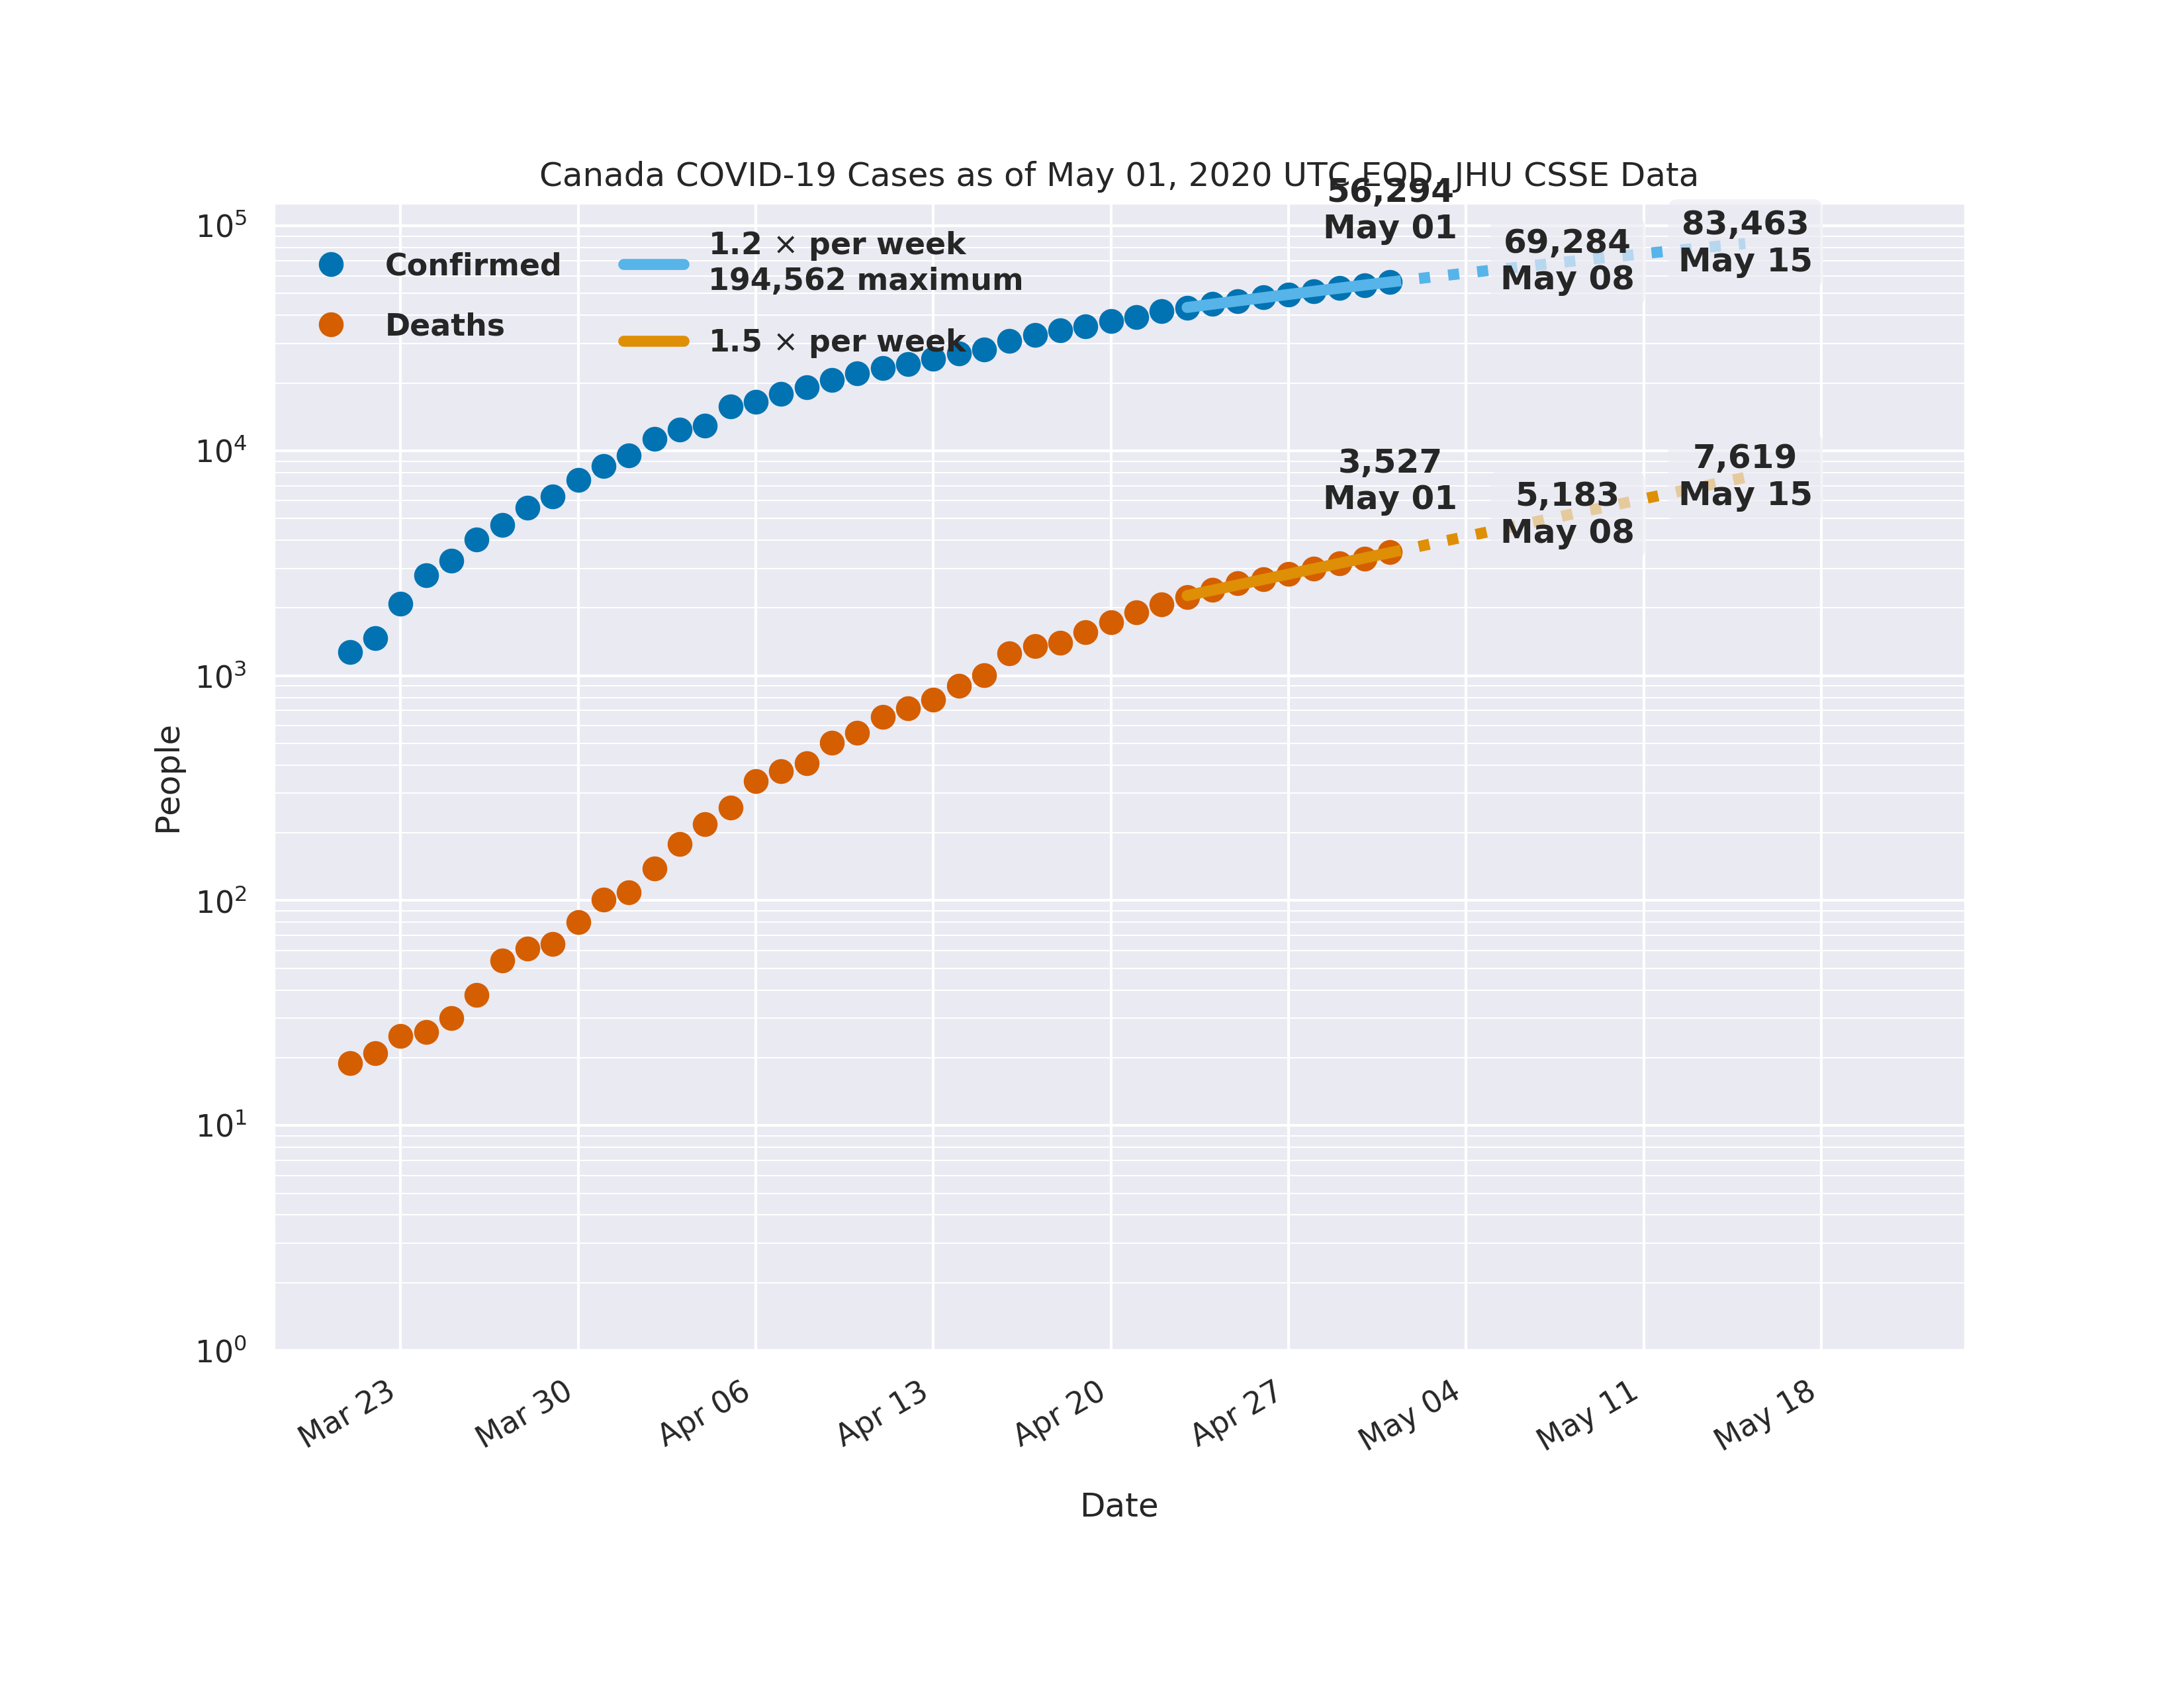 Canada COVID-19 Cases as of May 01, 2020 UTC EOD, JHU CSSE Data
56,294
May 01
69,284
May 08
83,463
May 15
Confirmed
Deaths
1.2 × per week
194,562 maximum
1.5 × per week
3,527
May 01
5,183
May 08
7,619
May 15
10⁵
10⁴
10³
10²
10¹
10⁰
People
Mar 23
Mar 30
Apr 06
Apr 13
Apr 20
Apr 27
May 04
May 11
May 18
Date